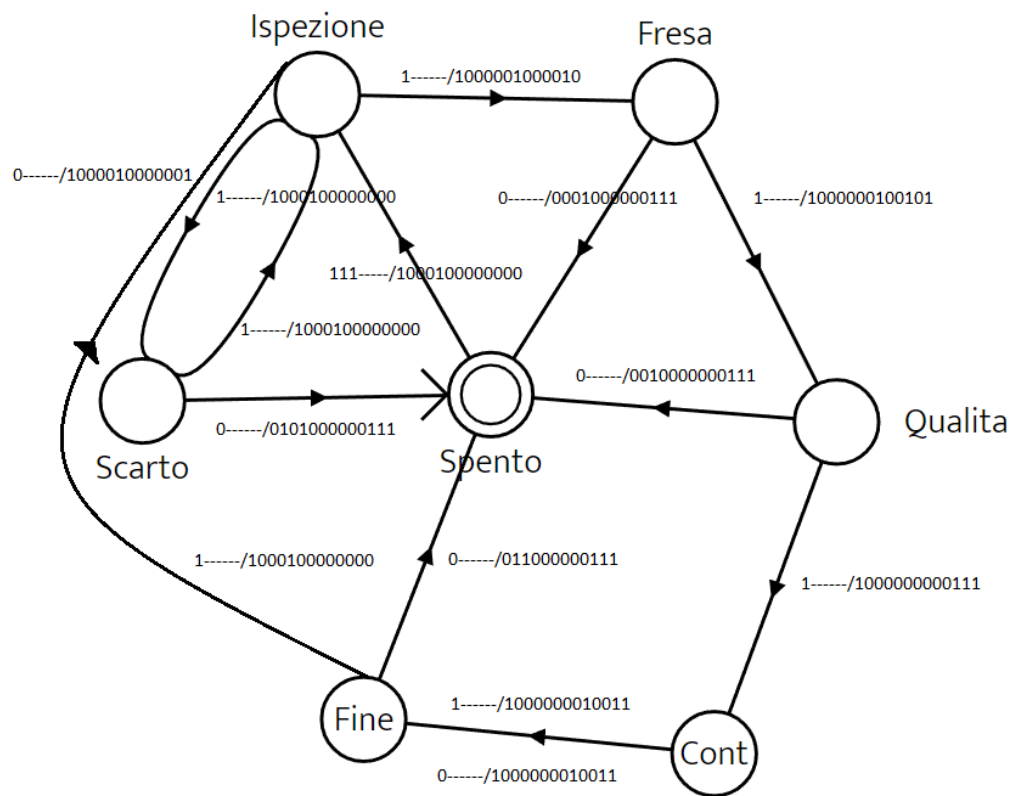 Ispezione
Fresa
1------/1000001000010
0------/1000010000001
1------/1000100000000
0------/0001000000111
1------/1000000100101
111-----/1000100000000
1------/1000100000000
0------/0010000000111
0------/0101000000111
Qualita
Scarto
Spento
1------/1000100000000
0------/011000000111
1------/1000000000111
1------/1000000010011
Fine
Cont
0------/1000000010011